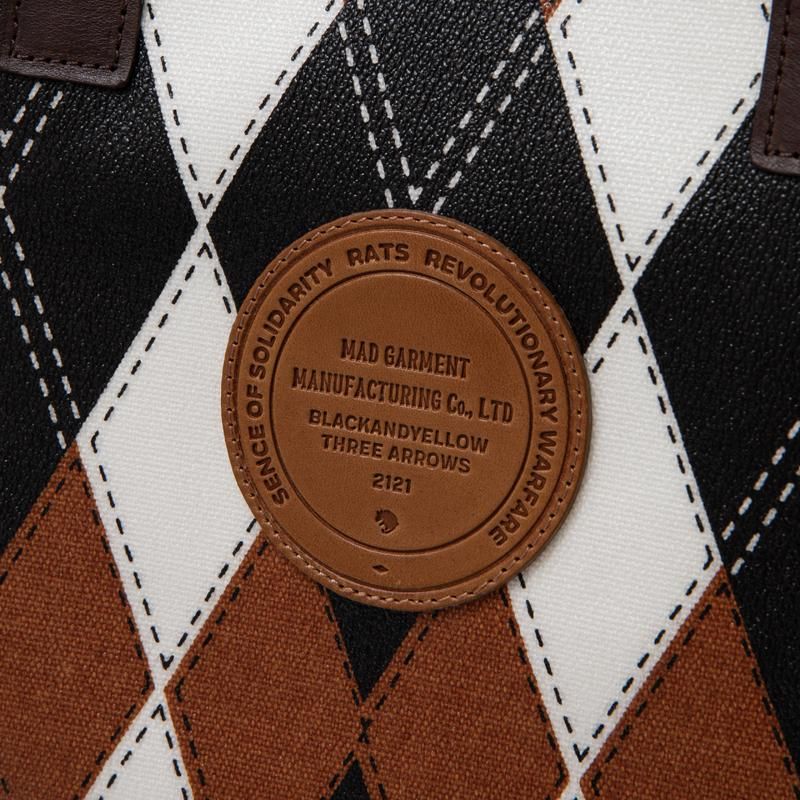 SENCE OF SOLIDARITY RATS REVOLUTIONARY WARFARE
MAD GARMENT
MANUFACTURING Co., LTD
BLACKANDYELLOW
THREE ARROWS
2121